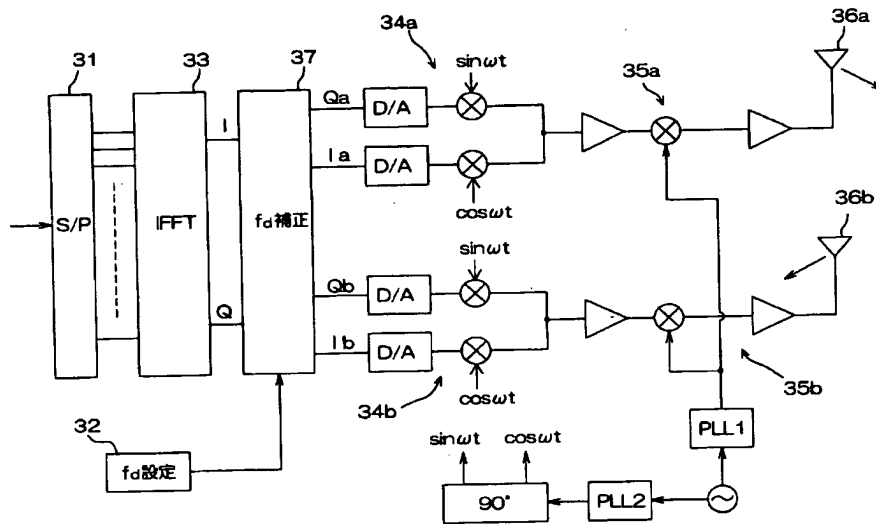 34a
36a
31
33
37
sinωt
35a
Qa
D/A
I
Ia
D/A
cosωt
S/P
IFFT
fd補正
36b
sinωt
Qb
D/A
Q
Ib
D/A
cosωt
34b
35b
32
fd設定
sinωt
cosωt
PLL1
90°
PLL2